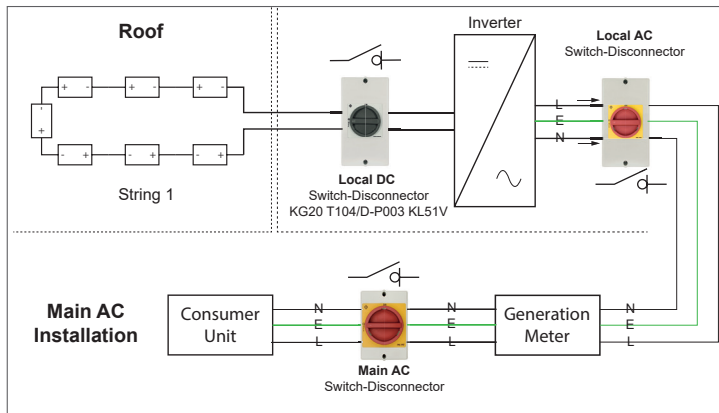 Roof
+ - + - + -
+ -
- + - + - +
String 1
Local DC
Switch-Disconnector
KG20 T104/D-P003 KL51V
Inverter
L
E
N
Local AC
Switch-Disconnector
Main AC
Installation
Consumer
Unit
N
E
L
Main AC
Switch-Disconnector
N
E
L
Generation
Meter
N
E
L